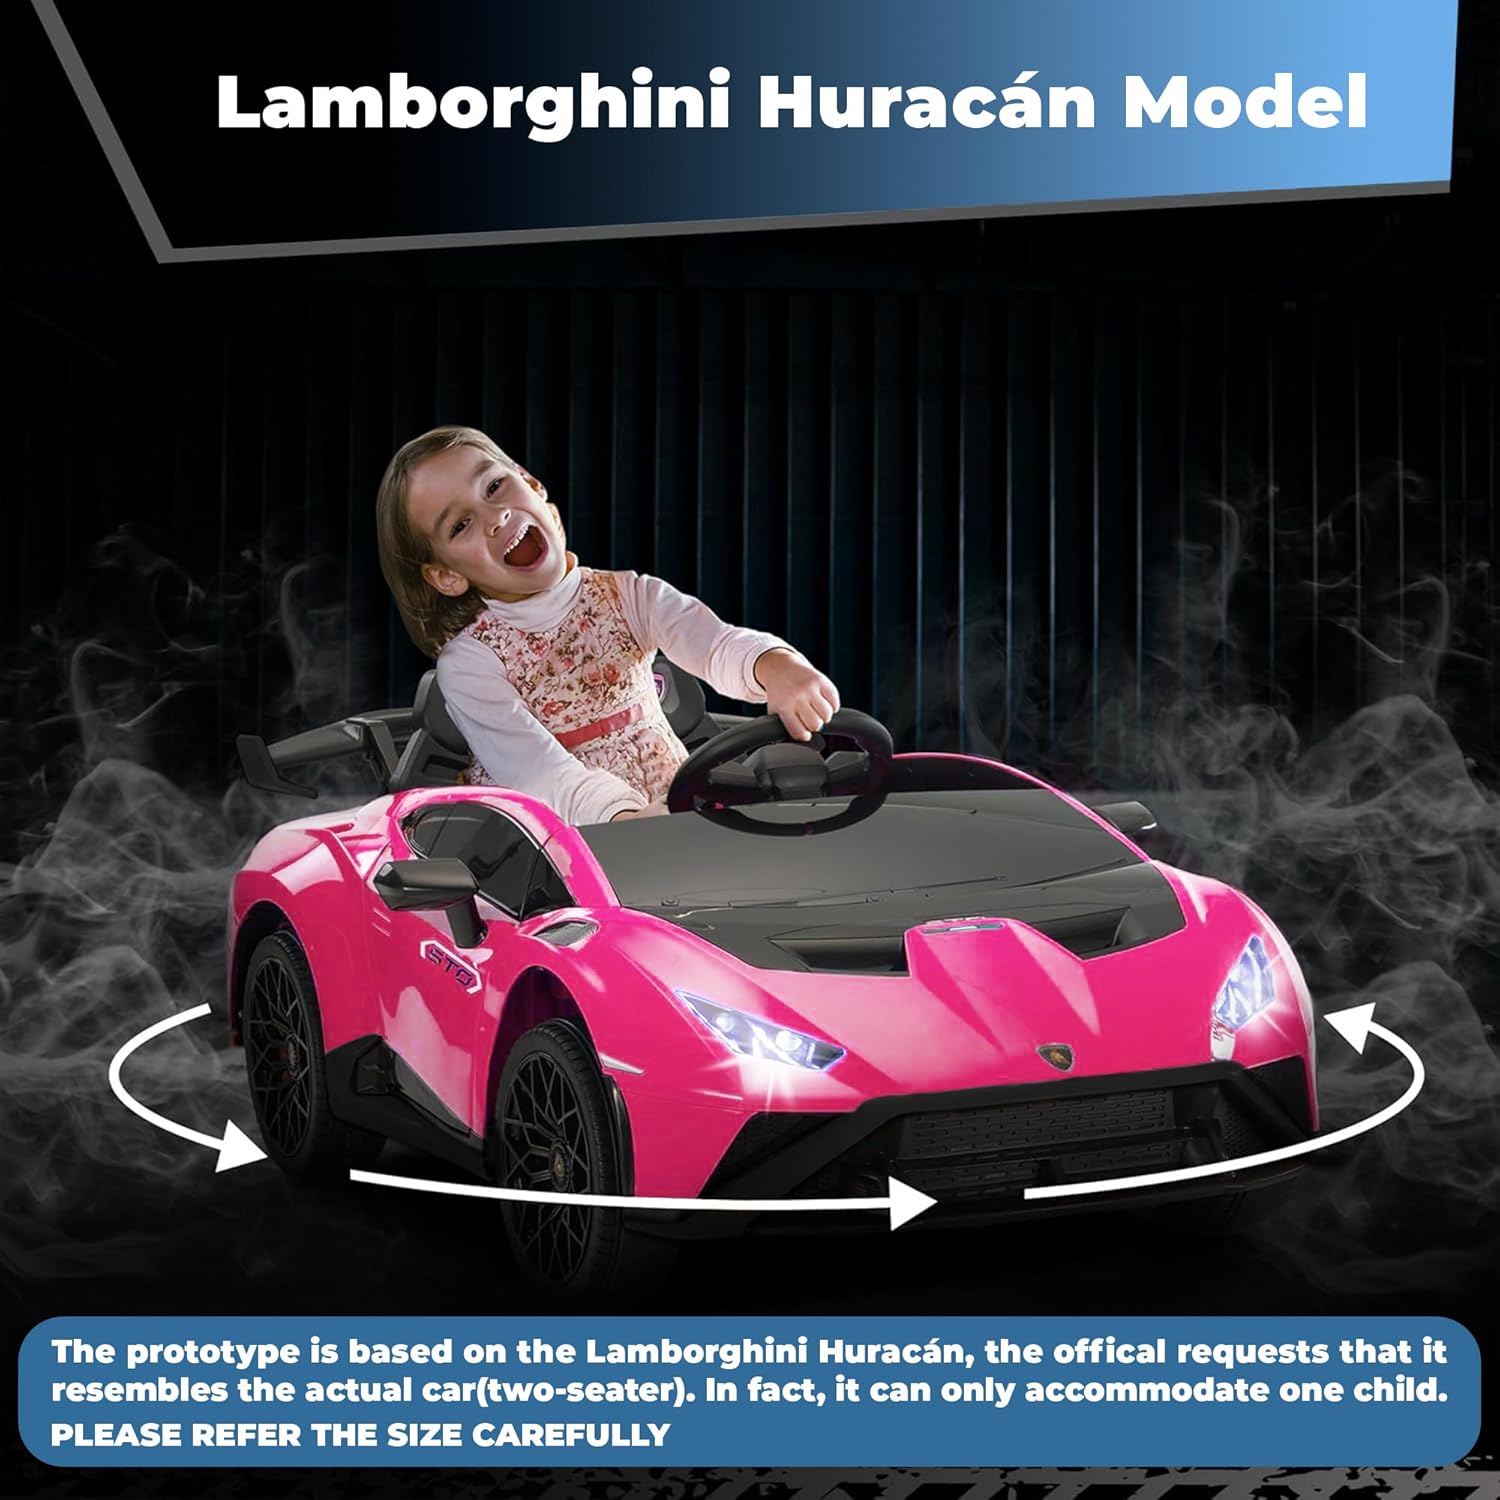 Lamborghini Huracán Model
STO
The prototype is based on the Lamborghini Huracán, the offical requests that it
resembles the actual car(two-seater). In fact, it can only accommodate one child.
PLEASE REFER THE SIZE CAREFULLY